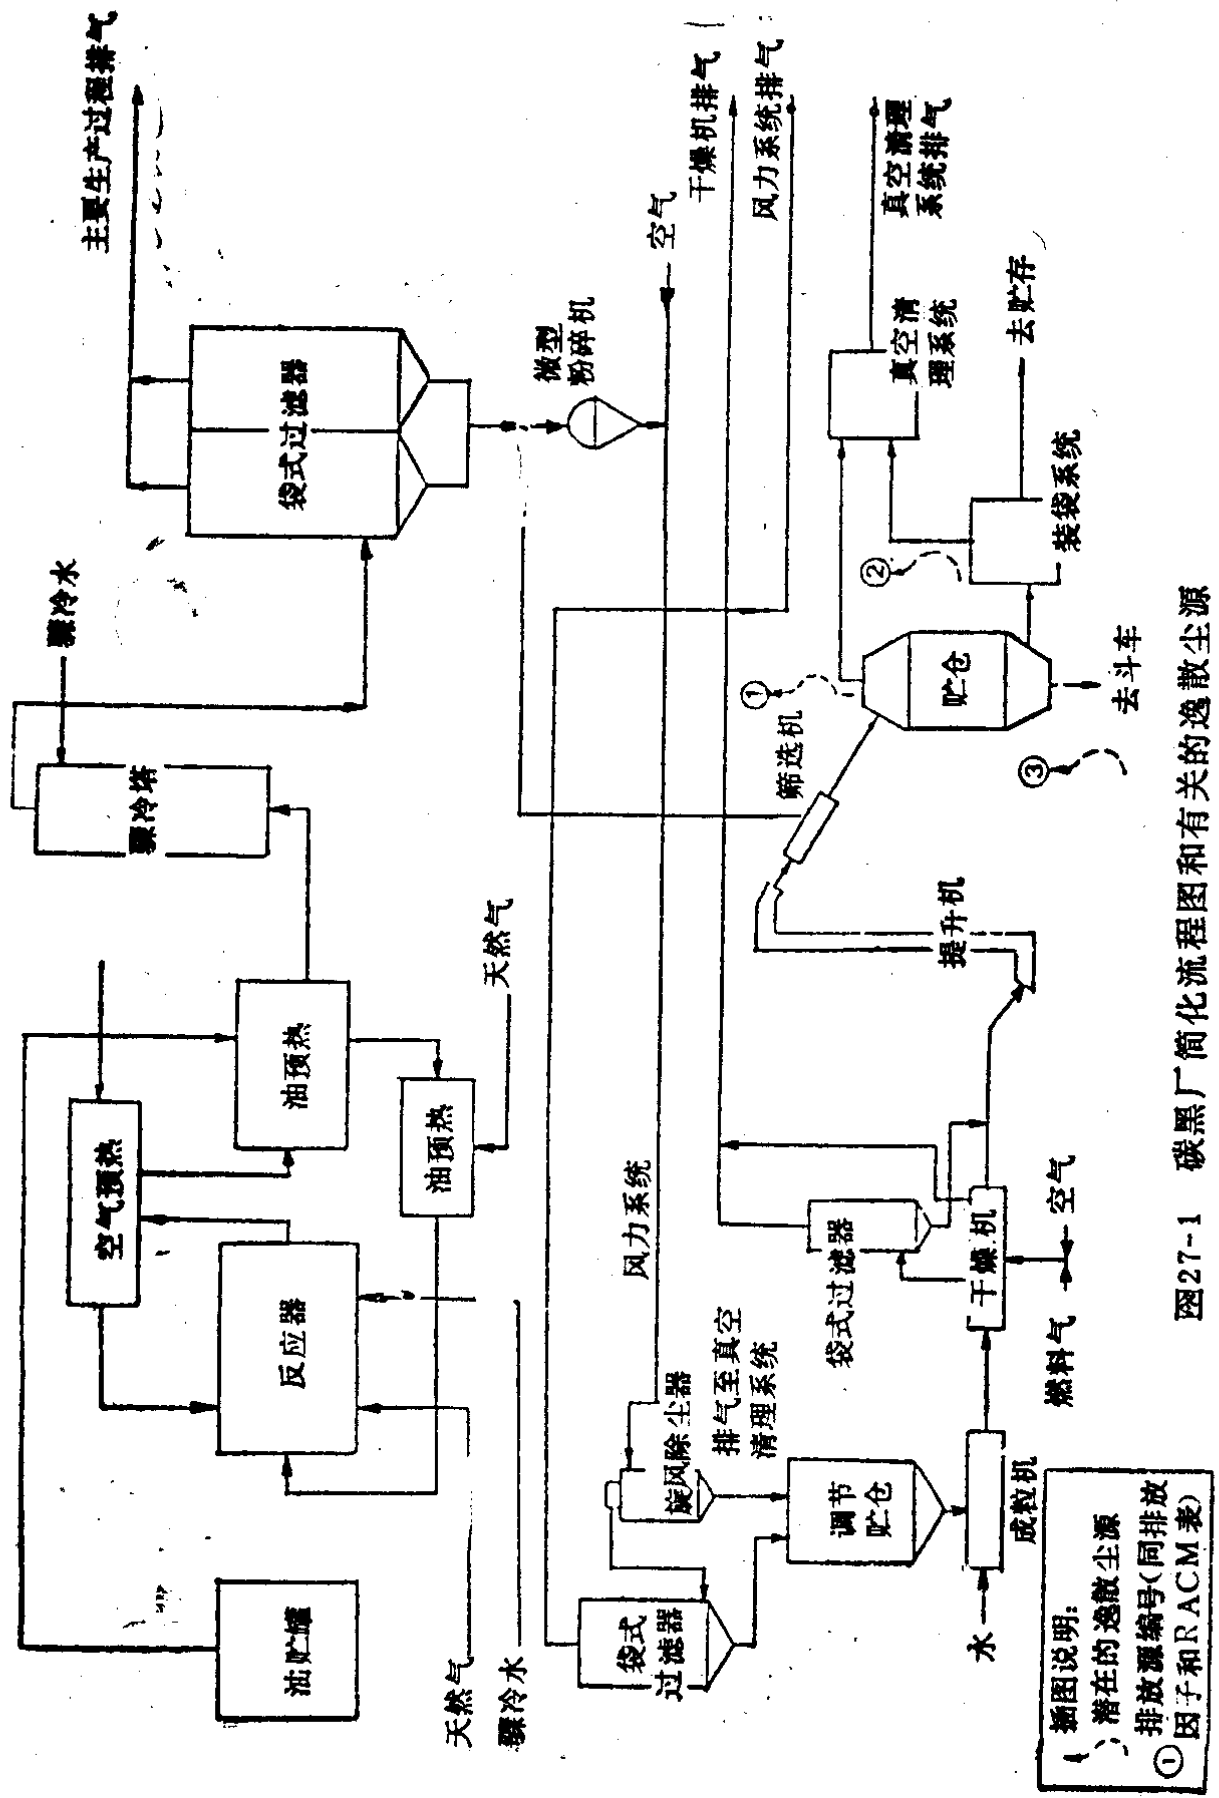 主要生产过程排气
骤冷水
骤冷塔
袋式过滤器
微型
粉碎机
空气
空气预热
油预热
油预热
天然气
反应器
油贮罐
天然气
骤冷水
干燥机排气
风力系统排气
真空清理
系统排气
真空清
理系统
去贮存
装袋系统
②
①
筛选机
贮仓
去斗车
③
提升机
风力系统
袋式过滤器
干燥机
空气
燃料气
旋风除尘器
排气至真空
清理系统
袋式
过滤器
调节
贮仓
成粒机
水
插图说明:
潜在的逸散尘源
① 排放源编号(同排放
因子和RACM表)
图27-1 碳黑厂简化流程图和有关的逸散尘源